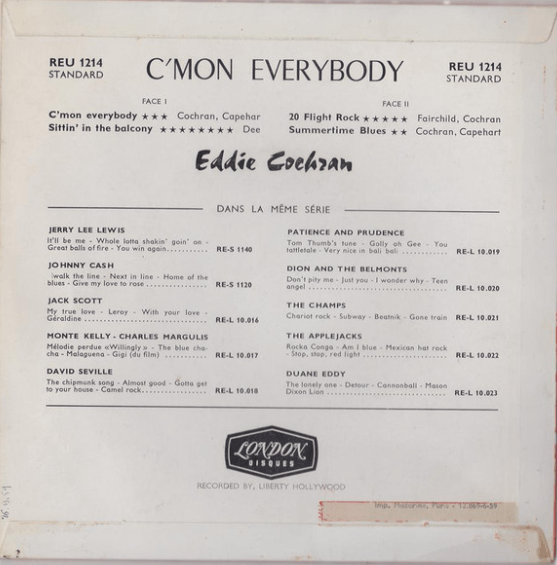 REU 1214
STANDARD
C'MON EVERYBODY
REU 1214
STANDARD
FACE I
C'mon everybody ★★★ Cochran, Capehar
Sittin' in the balcony ★★★★★★★★ Dee
FACE II
20 Flight Rock ★★★★★ Fairchild, Cochran
Summertime Blues ★★ Cochran, Capehart
Eddie Cochran
DANS LA MÊME SÉRIE
JERRY LEE LEWIS
It'll be me - Whole lotta shakin' goin' on -
Great balls of fire - You win again........... RE-S 1140
JOHNNY CASH
walk the line - Next in line - Home of the
blues - Give my love to rose ............... RE-S 1120
JACK SCOTT
My true love - Leroy - With your love -
Géraldine ............................. RE-L 10.016
MONTE KELLY - CHARLES MARGULIS
Mélodie perdue «Willingly» - The blue cha-
cha - Malaguena - Gigi (du film) .......... RE-L 10.017
DAVID SEVILLE
The chipmunk song - Almost good - Gotta get
to your house - Camel rock............... RE-L 10.018
PATIENCE AND PRUDENCE
Tom Thumb's tune - Golly oh Gee - You
tattletale - Very nice in bali bali ............ RE-L 10.019
DION AND THE BELMONTS
Don't pity me - Just you - I wonder why - Teen
angel .................................. RE-L 10.020
THE CHAMPS
Chariot rock - Subway - Beatnik - Gone train RE-L 10.021
THE APPLEJACKS
Rocka Conga - Am I blue - Mexican hat rock
- Stop, stop, red light .................... RE-L 10.022
DUANE EDDY
The lonely one - Detour - Cannonball - Mason
Dixon Lion ............................. RE-L 10.023
LONDON
DISQUES
RECORDED BY, LIBERTY HOLLYWOOD
Imp.